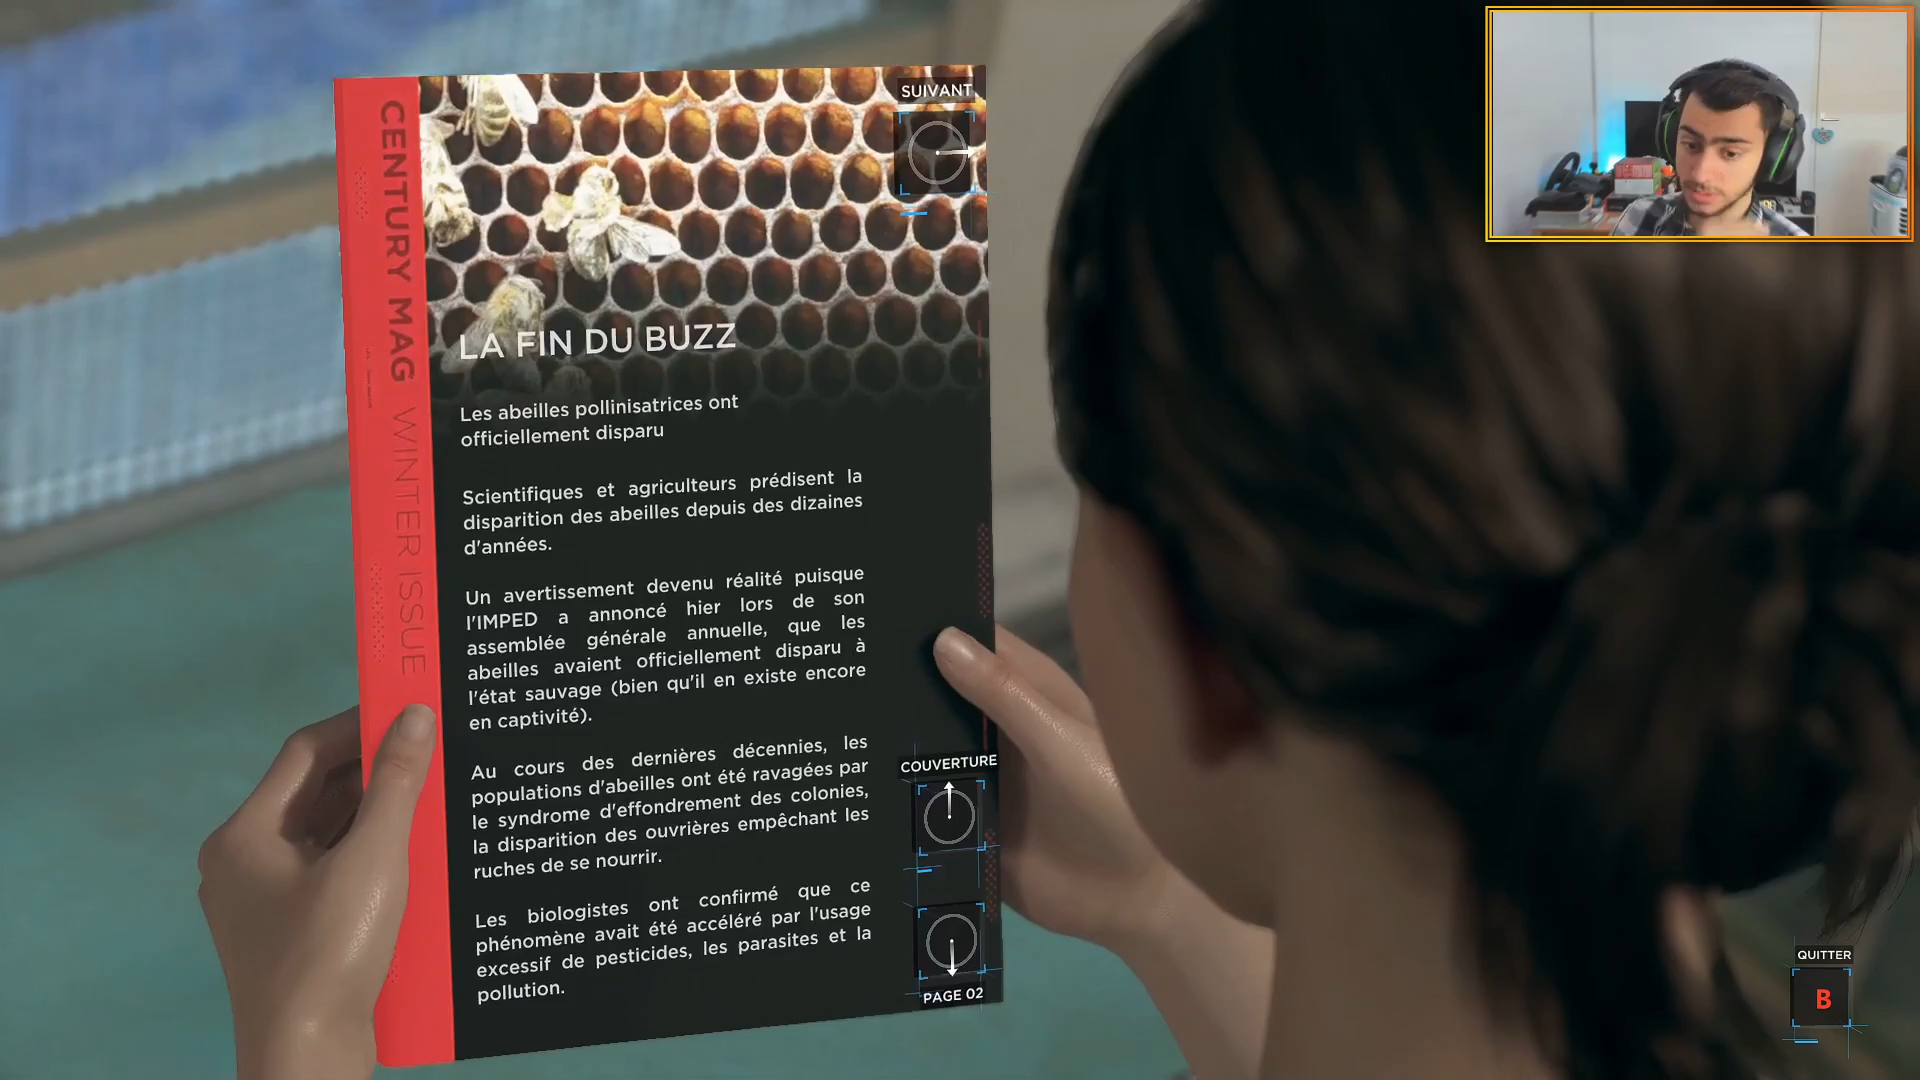 CENTURY MAG WINTER ISSUE
SUIVANT
LA FIN DU BUZZ
Les abeilles pollinisatrices ont
officiellement disparu
Scientifiques et agriculteurs prédisent la
disparition des abeilles depuis des dizaines
d'années.
Un avertissement devenu réalité puisque
l'IMPED a annoncé hier lors de son
assemblée générale annuelle, que les
abeilles avaient officiellement disparu à
l'état sauvage (bien qu'il en existe encore
en captivité).
Au cours des dernières décennies, les
populations d'abeilles ont été ravagées par
le syndrome d'effondrement des colonies,
la disparition des ouvrières empêchant les
ruches de se nourrir.
Les biologistes ont confirmé que ce
phénomène avait été accéléré par l'usage
excessif de pesticides, les parasites et la
pollution.
COUVERTURE
PAGE 02
QUITTER
B